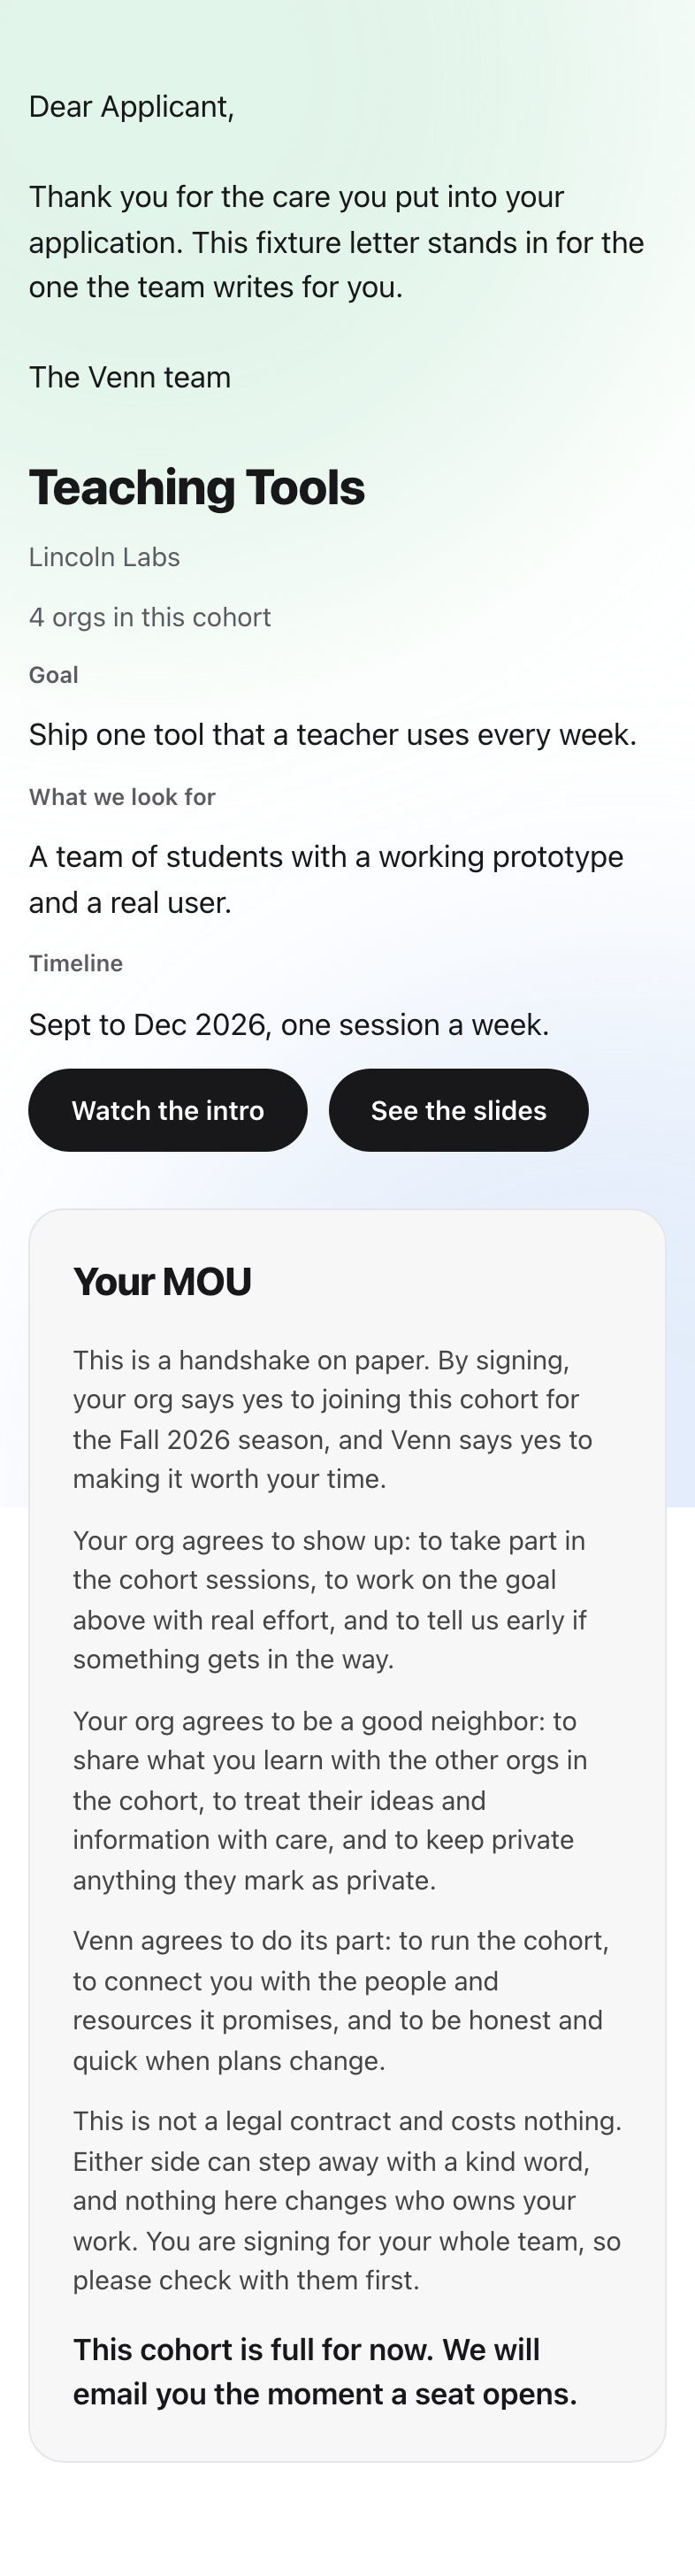 Dear Applicant,
Thank you for the care you put into your
application. This fixture letter stands in for the
one the team writes for you.
The Venn team
Teaching Tools
Lincoln Labs
4 orgs in this cohort
Goal
Ship one tool that a teacher uses every week.
What we look for
A team of students with a working prototype
and a real user.
Timeline
Sept to Dec 2026, one session a week.
Watch the intro
See the slides
Your MOU
This is a handshake on paper. By signing,
your org says yes to joining this cohort for
the Fall 2026 season, and Venn says yes to
making it worth your time.
Your org agrees to show up: to take part in
the cohort sessions, to work on the goal
above with real effort, and to tell us early if
something gets in the way.
Your org agrees to be a good neighbor: to
share what you learn with the other orgs in
the cohort, to treat their ideas and
information with care, and to keep private
anything they mark as private.
Venn agrees to do its part: to run the cohort,
to connect you with the people and
resources it promises, and to be honest and
quick when plans change.
This is not a legal contract and costs nothing.
Either side can step away with a kind word,
and nothing here changes who owns your
work. You are signing for your whole team, so
please check with them first.
This cohort is full for now. We will
email you the moment a seat opens.